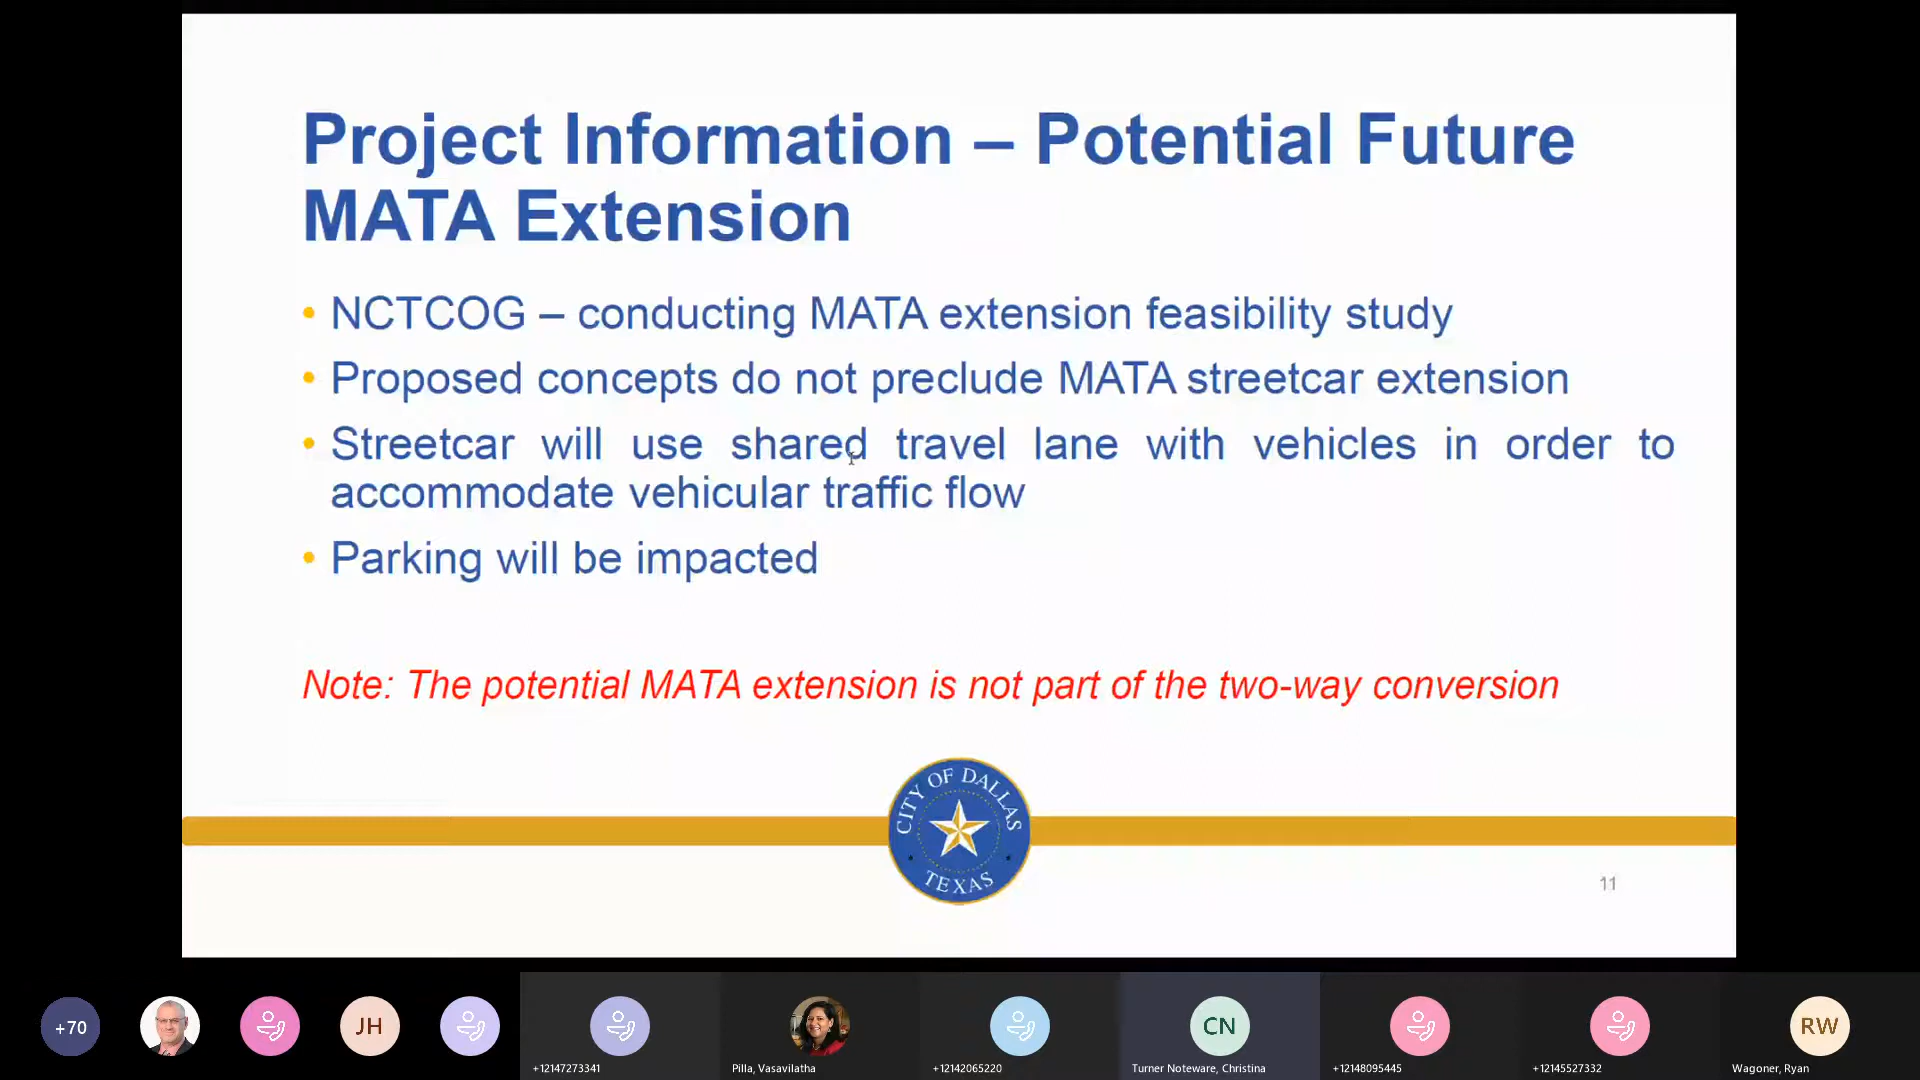 Project Information – Potential Future
MATA Extension
• NCTCOG – conducting MATA extension feasibility study
• Proposed concepts do not preclude MATA streetcar extension
• Streetcar will use shared travel lane with vehicles in order to
accommodate vehicular traffic flow
• Parking will be impacted
Note: The potential MATA extension is not part of the two-way conversion
CITY OF DALLAS
TEXAS
11
+70
JH
CN
RW
+12147273341
Pilla, Vasavilatha
+12142065220
Turner Noteware, Christina
+12148095445
+12145527332
Wagoner, Ryan